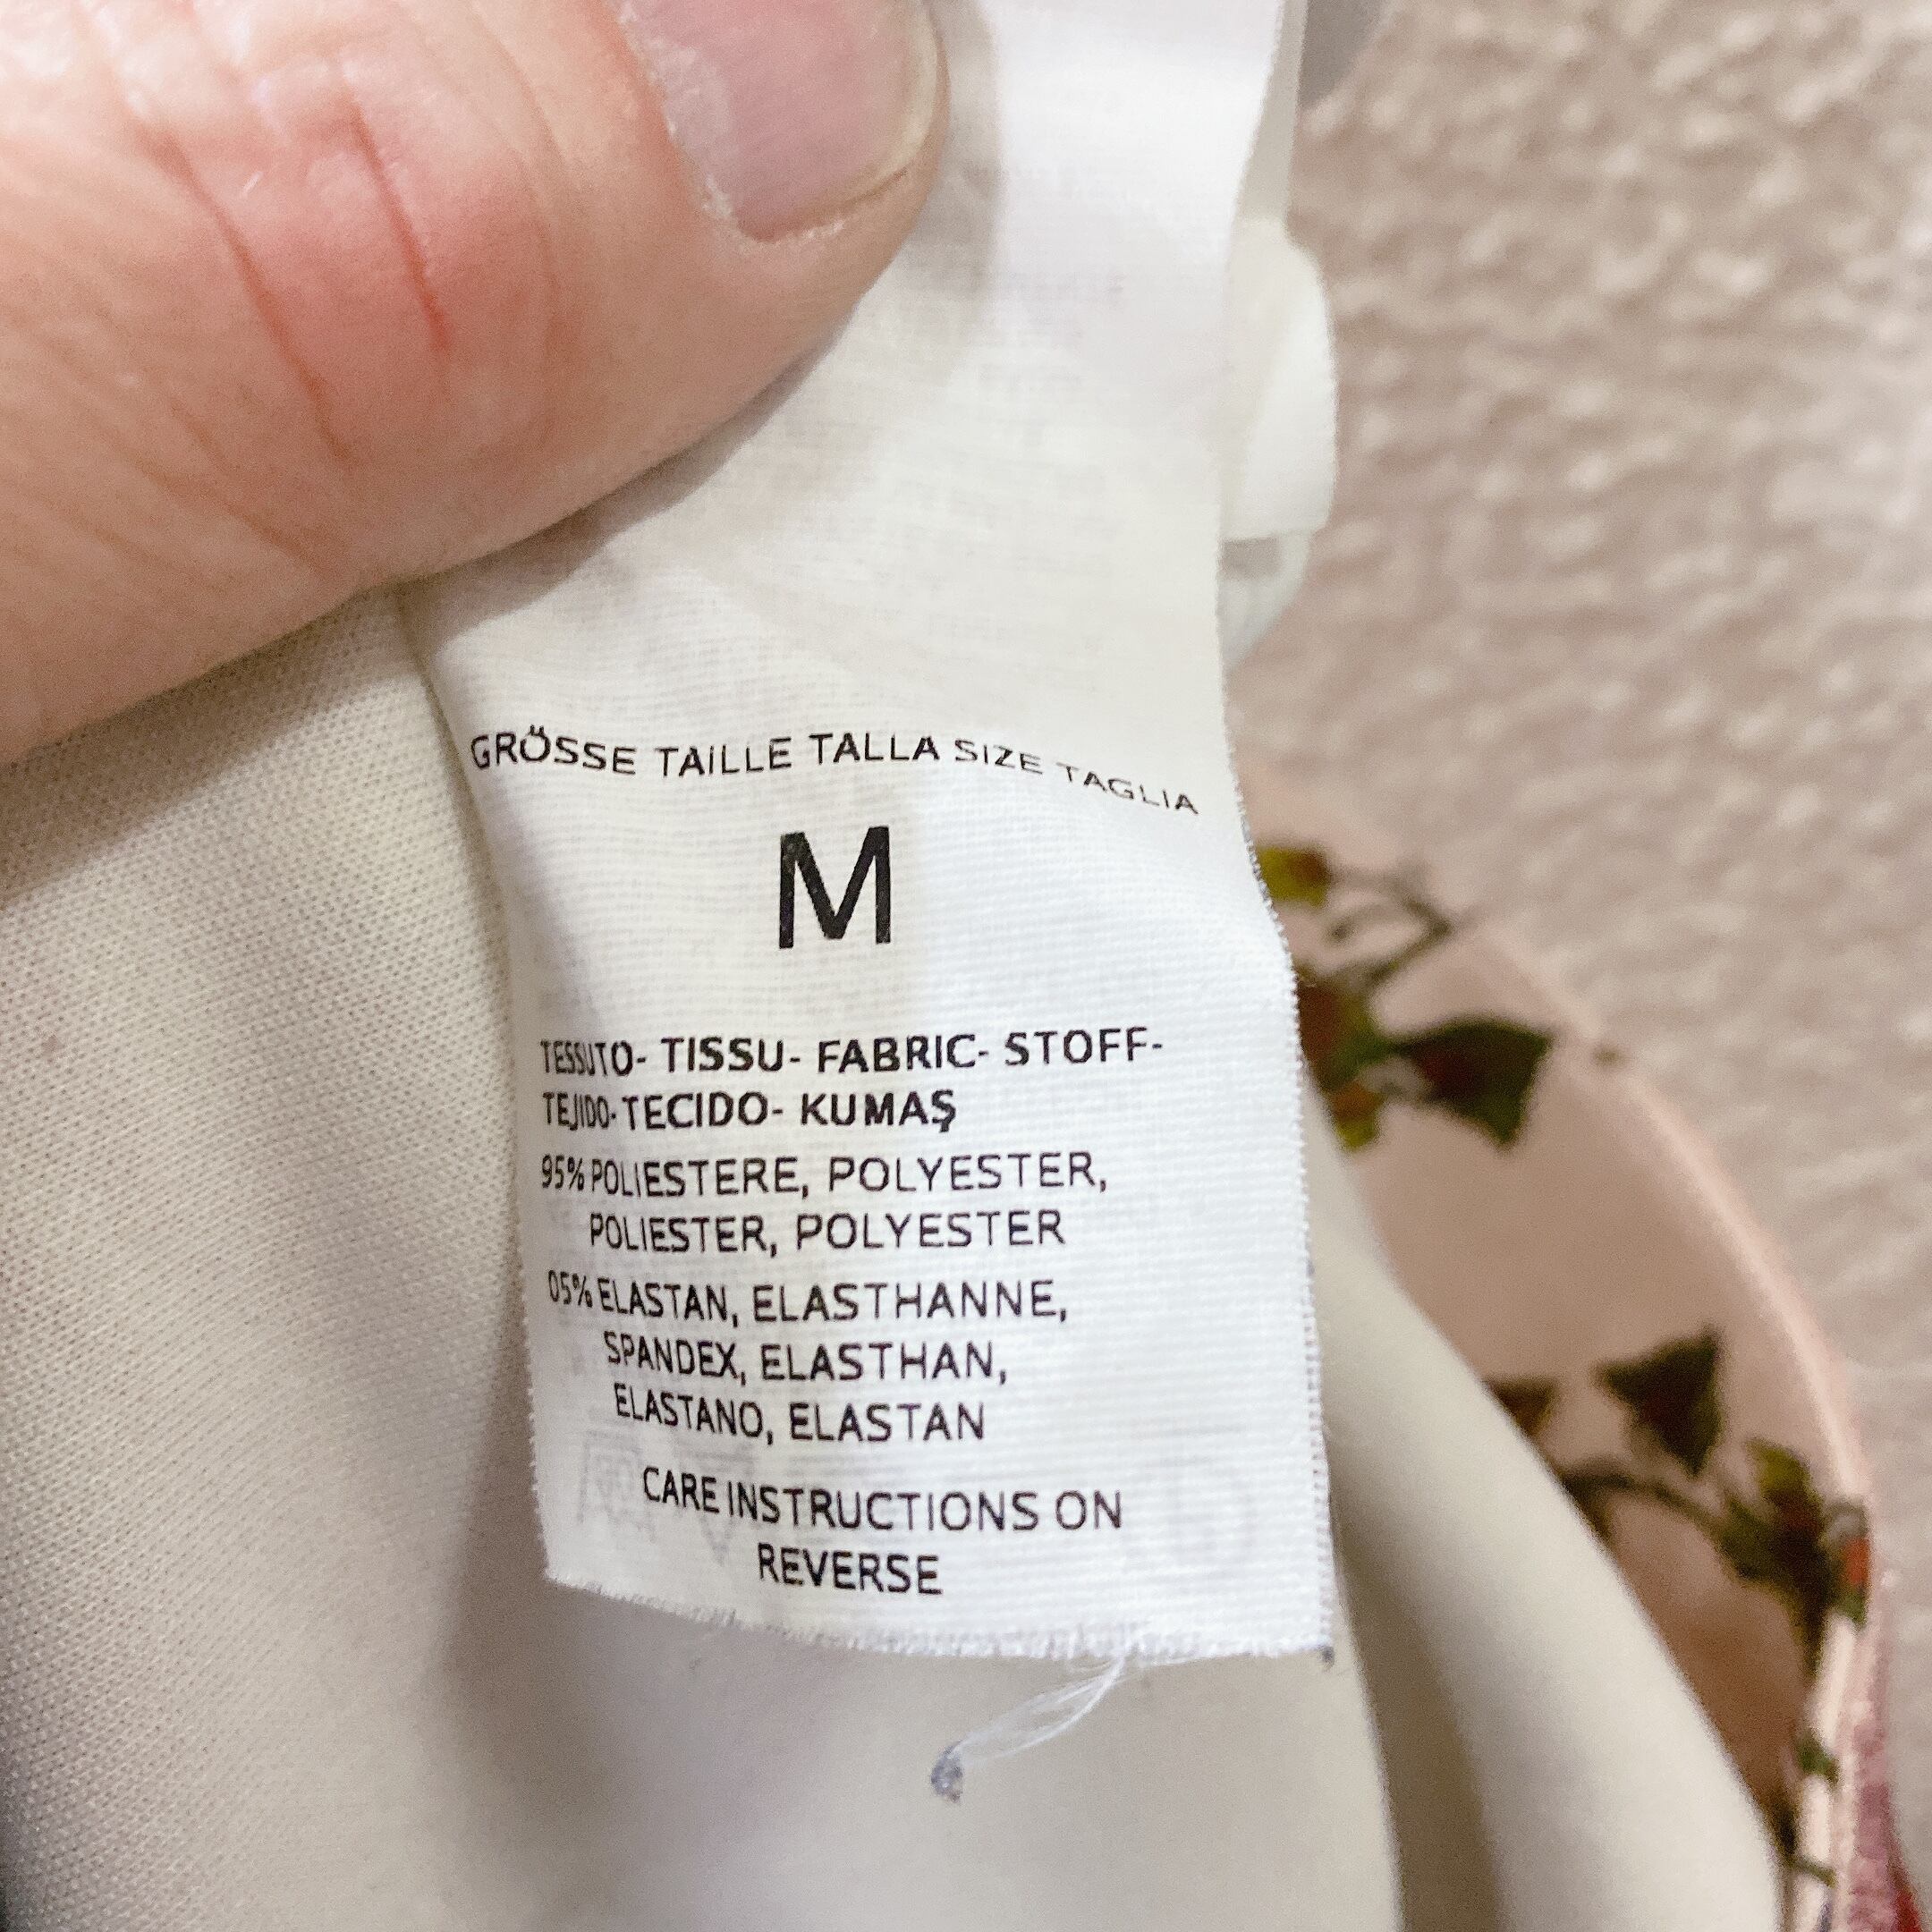 GRÖSSE TAILLE TALLA SIZE TAGLIA
M
TESSUTO- TISSU- FABRIC- STOFF-
TEJIDO- TECIDO- KUMAŞ
95% POLIESTERE, POLYESTER,
POLIESTER, POLYESTER
05% ELASTAN, ELASTHANNE,
SPANDEX, ELASTHAN,
ELASTANO, ELASTAN
CARE INSTRUCTIONS ON
REVERSE